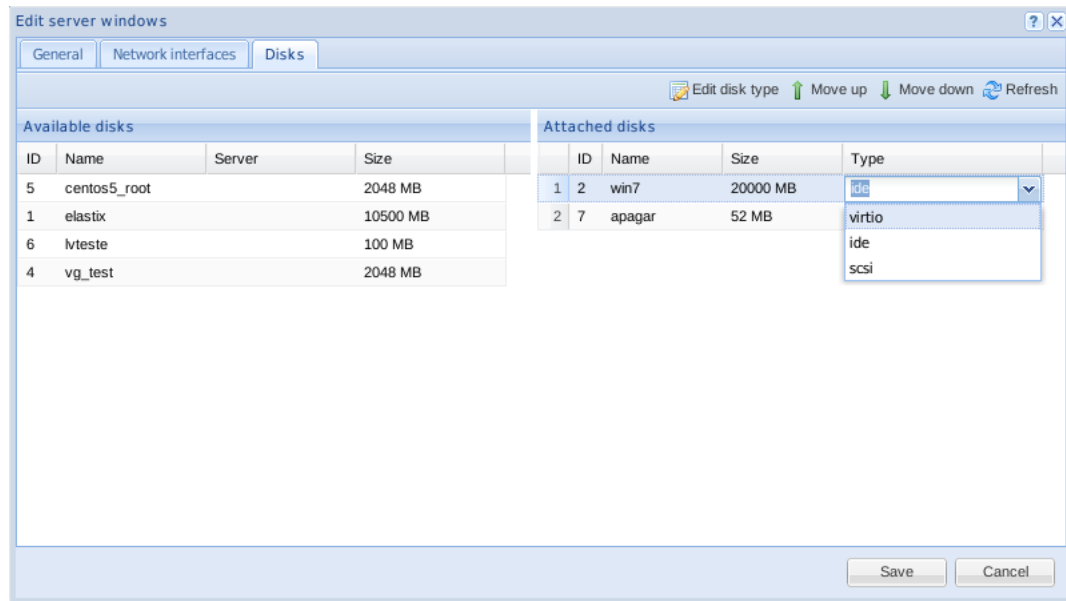 Edit server windows
General Network interfaces Disks
Edit disk type Move up Move down Refresh
Available disks
ID Name Server Size
5 centos5_root 2048 MB
1 elastix 10500 MB
6 lvteste 100 MB
4 vg_test 2048 MB
Attached disks
ID Name Size Type
1 2 win7 20000 MB ide
2 7 apagar 52 MB
virtio
ide
scsi
Save Cancel